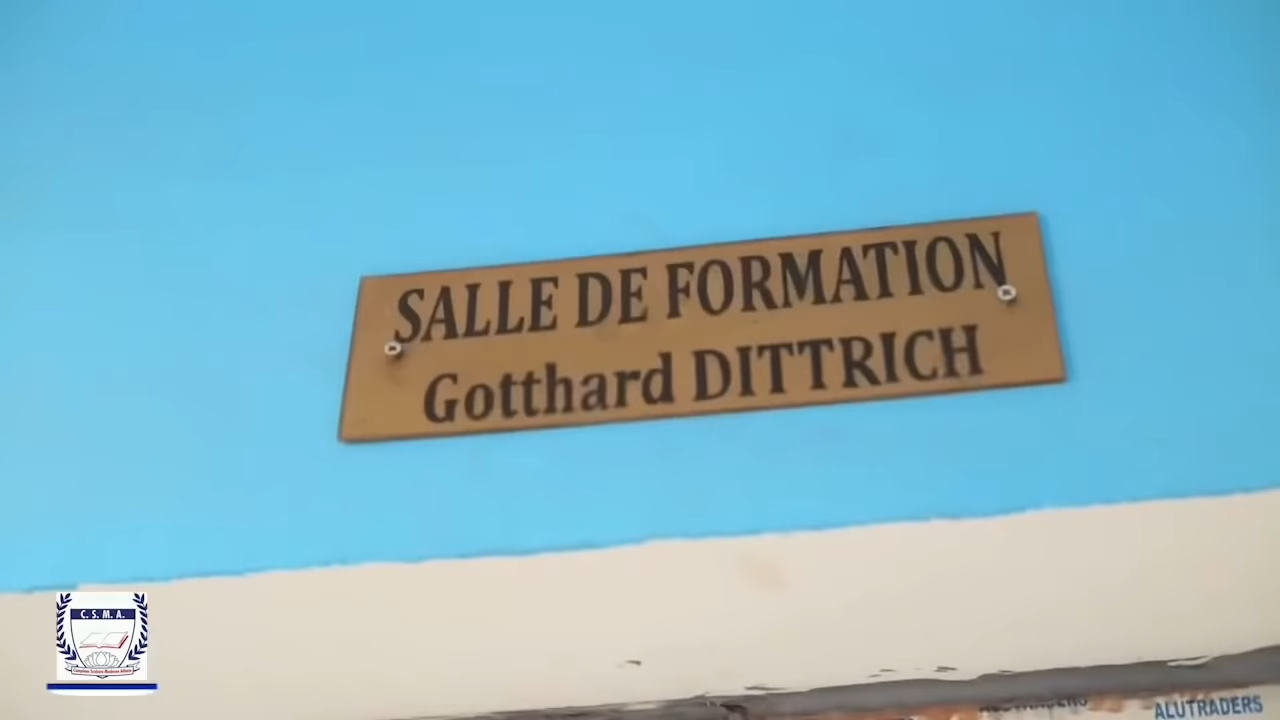 SALLE DE FORMATION
Gotthard DITTRICH
C. S. M. A.
ALUTRADERS